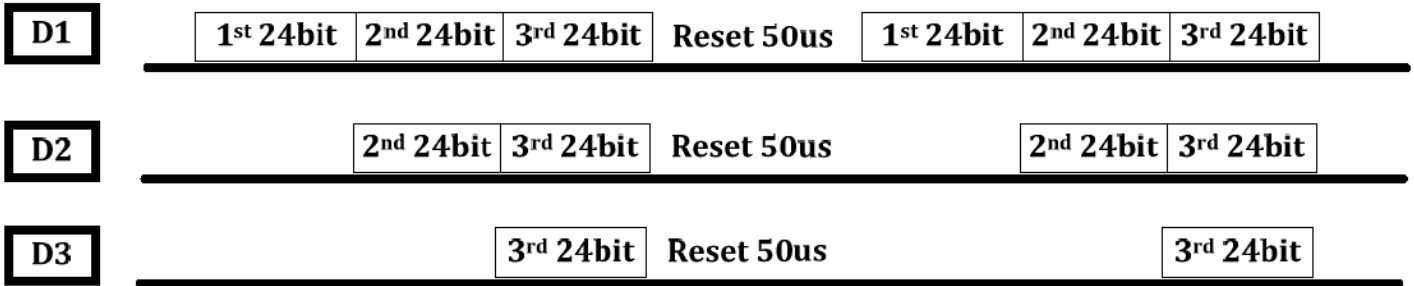 D1 1st 24bit 2nd 24bit 3rd 24bit Reset 50us 1st 24bit 2nd 24bit 3rd 24bit
D2 2nd 24bit 3rd 24bit Reset 50us 2nd 24bit 3rd 24bit
D3 3rd 24bit Reset 50us 3rd 24bit